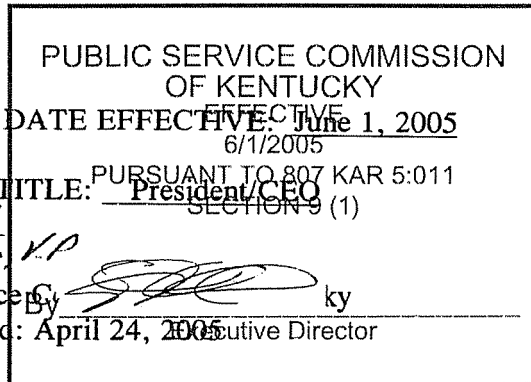 PUBLIC SERVICE COMMISSION
OF KENTUCKY
EFFECTIVE
DATE EFFECTIVE: June 1, 2005
6/1/2005
PURSUANT TO 807 KAR 5:011
TITLE: President/CEO
SECTION 9 (1)
VP
By
ky
: April 24, 2005
Executive Director